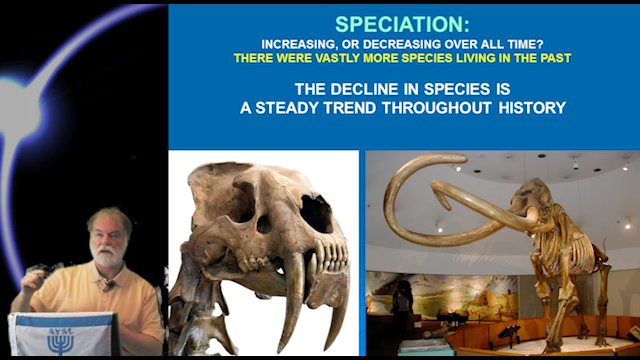 SPECIATION:
INCREASING, OR DECREASING OVER ALL TIME?
THERE WERE VASTLY MORE SPECIES LIVING IN THE PAST
THE DECLINE IN SPECIES IS
A STEADY TREND THROUGHOUT HISTORY